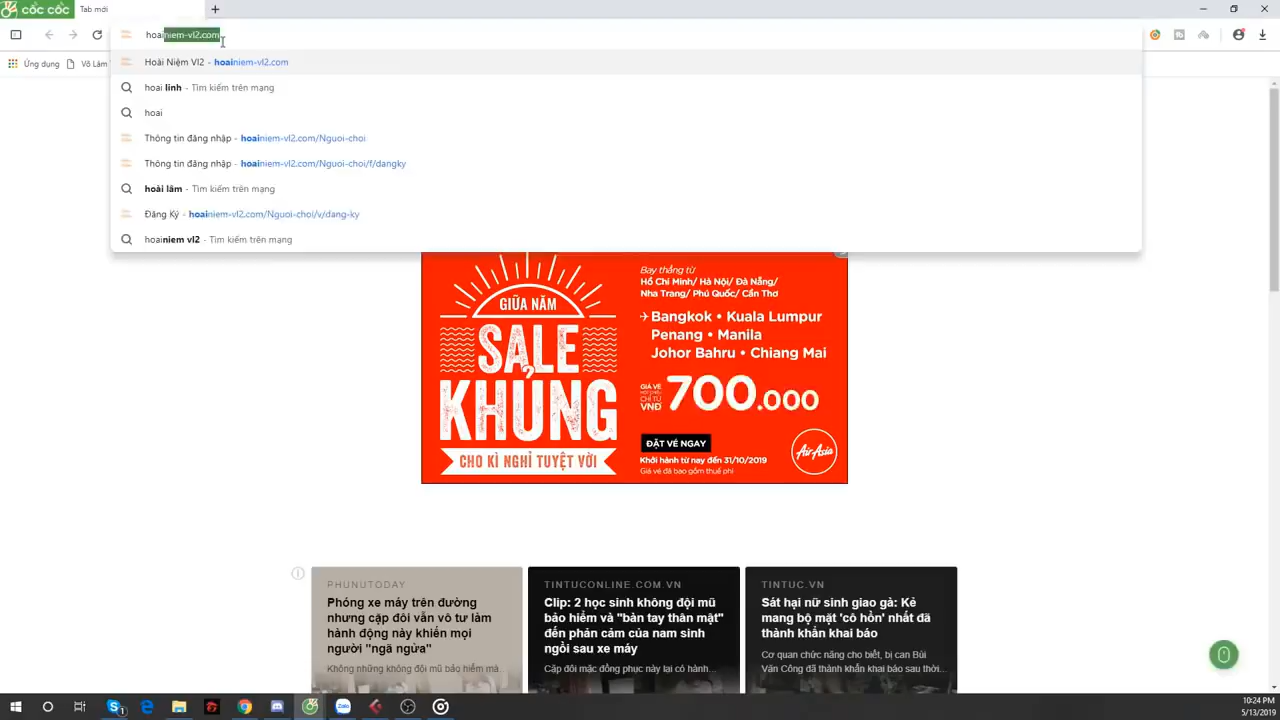 cốc cốc
Tab mới
hoainiem-vl2.com
Ứng dụng
Võ Lâm
Hoài Niệm Vl2 - hoainiem-vl2.com
hoai linh - Tìm kiếm trên mạng
hoai
Thông tin đăng nhập - hoainiem-vl2.com/Nguoi-choi
Thông tin đăng nhập - hoainiem-vl2.com/Nguoi-choi/f/dangky
hoài lâm - Tìm kiếm trên mạng
Đăng Ký - hoainiem-vl2.com/Nguoi-choi/v/dang-ky
hoainiem vl2 - Tìm kiếm trên mạng
GIỮA NĂM
SALE
KHỦNG
CHO KÌ NGHỈ TUYỆT VỜI
Bay thẳng từ
Hồ Chí Minh/ Hà Nội/ Đà Nẵng/
Nha Trang/ Phú Quốc/ Cần Thơ
Bangkok • Kuala Lumpur
Penang • Manila
Johor Bahru • Chiang Mai
GIÁ VÉ
CHỈ TỪ
VND
700.000
ĐẶT VÉ NGAY
Khởi hành từ nay đến 31/10/2019
Giá vé đã bao gồm thuế phí
AirAsia
PHUNUTODAY
Phóng xe máy trên đường
nhưng cặp đôi vẫn vô tư làm
hành động này khiến mọi
người "ngã ngửa"
Không những không đội mũ bảo hiểm mà
TINTUCONLINE.COM.VN
Clip: 2 học sinh không đội mũ
bảo hiểm và "bàn tay thân mật"
đến phản cảm của nam sinh
ngồi sau xe máy
Cặp đôi mặc đồng phục này lại có hành...
TINTUC.VN
Sát hại nữ sinh giao gà: Kẻ
mang bộ mặt 'cô hồn' nhất đã
thành khẩn khai báo
Cơ quan chức năng cho biết, bị can Bùi
Văn Công đã thành khẩn khai báo sau thời...
Zalo
10:24 PM
5/13/2019